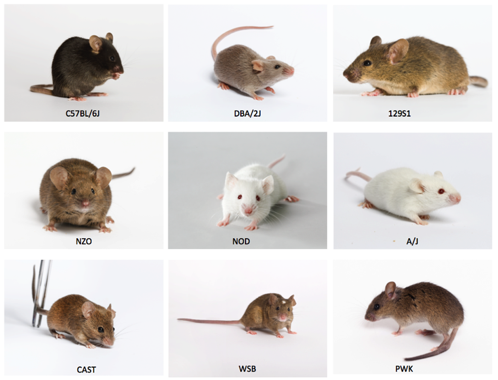 C57BL/6J
DBA/2J
129S1
NZO
NOD
A/J
CAST
WSB
PWK